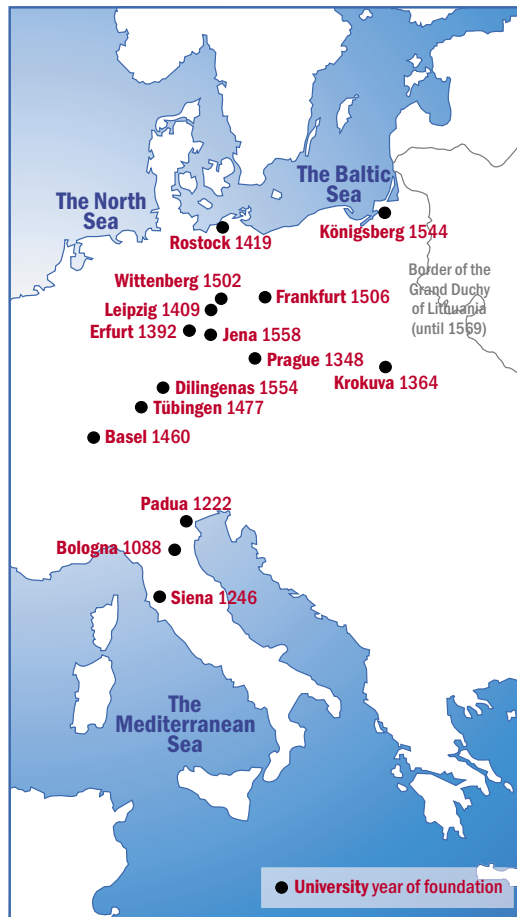 The Baltic
Sea
The North
Sea
Königsberg 1544
Rostock 1419
Border of the
Grand Duchy
of Lithuania
(until 1569)
Wittenberg 1502
Frankfurt 1506
Leipzig 1409
Erfurt 1392
Jena 1558
Prague 1348
Krokuva 1364
Dilingenas 1554
Tübingen 1477
Basel 1460
Padua 1222
Bologna 1088
Siena 1246
The
Mediterranean
Sea
University year of foundation